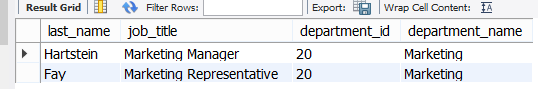 Result Grid Filter Rows: Export: Wrap Cell Content: IA
last_name job_title department_id department_name
Hartstein Marketing Manager 20 Marketing
Fay Marketing Representative 20 Marketing